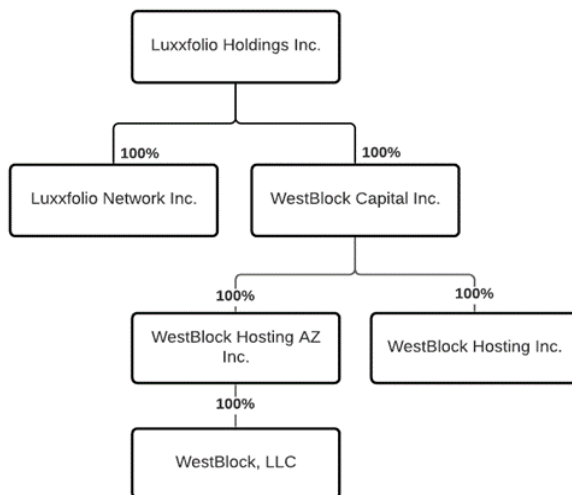 Luxxfolio Holdings Inc.
100%
100%
Luxxfolio Network Inc.
WestBlock Capital Inc.
100%
100%
WestBlock Hosting AZ
Inc.
WestBlock Hosting Inc.
100%
WestBlock, LLC